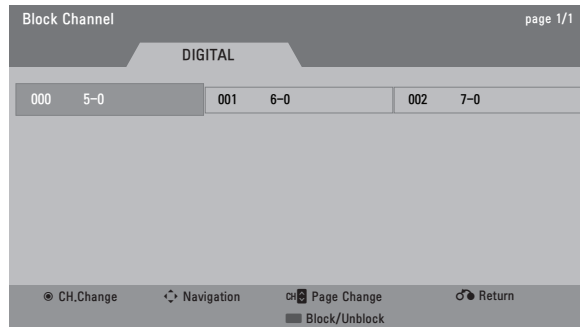 Block Channel page 1/1
DIGITAL
000 5-0 001 6-0 002 7-0
CH.Change Navigation CH Page Change Return
Block/Unblock